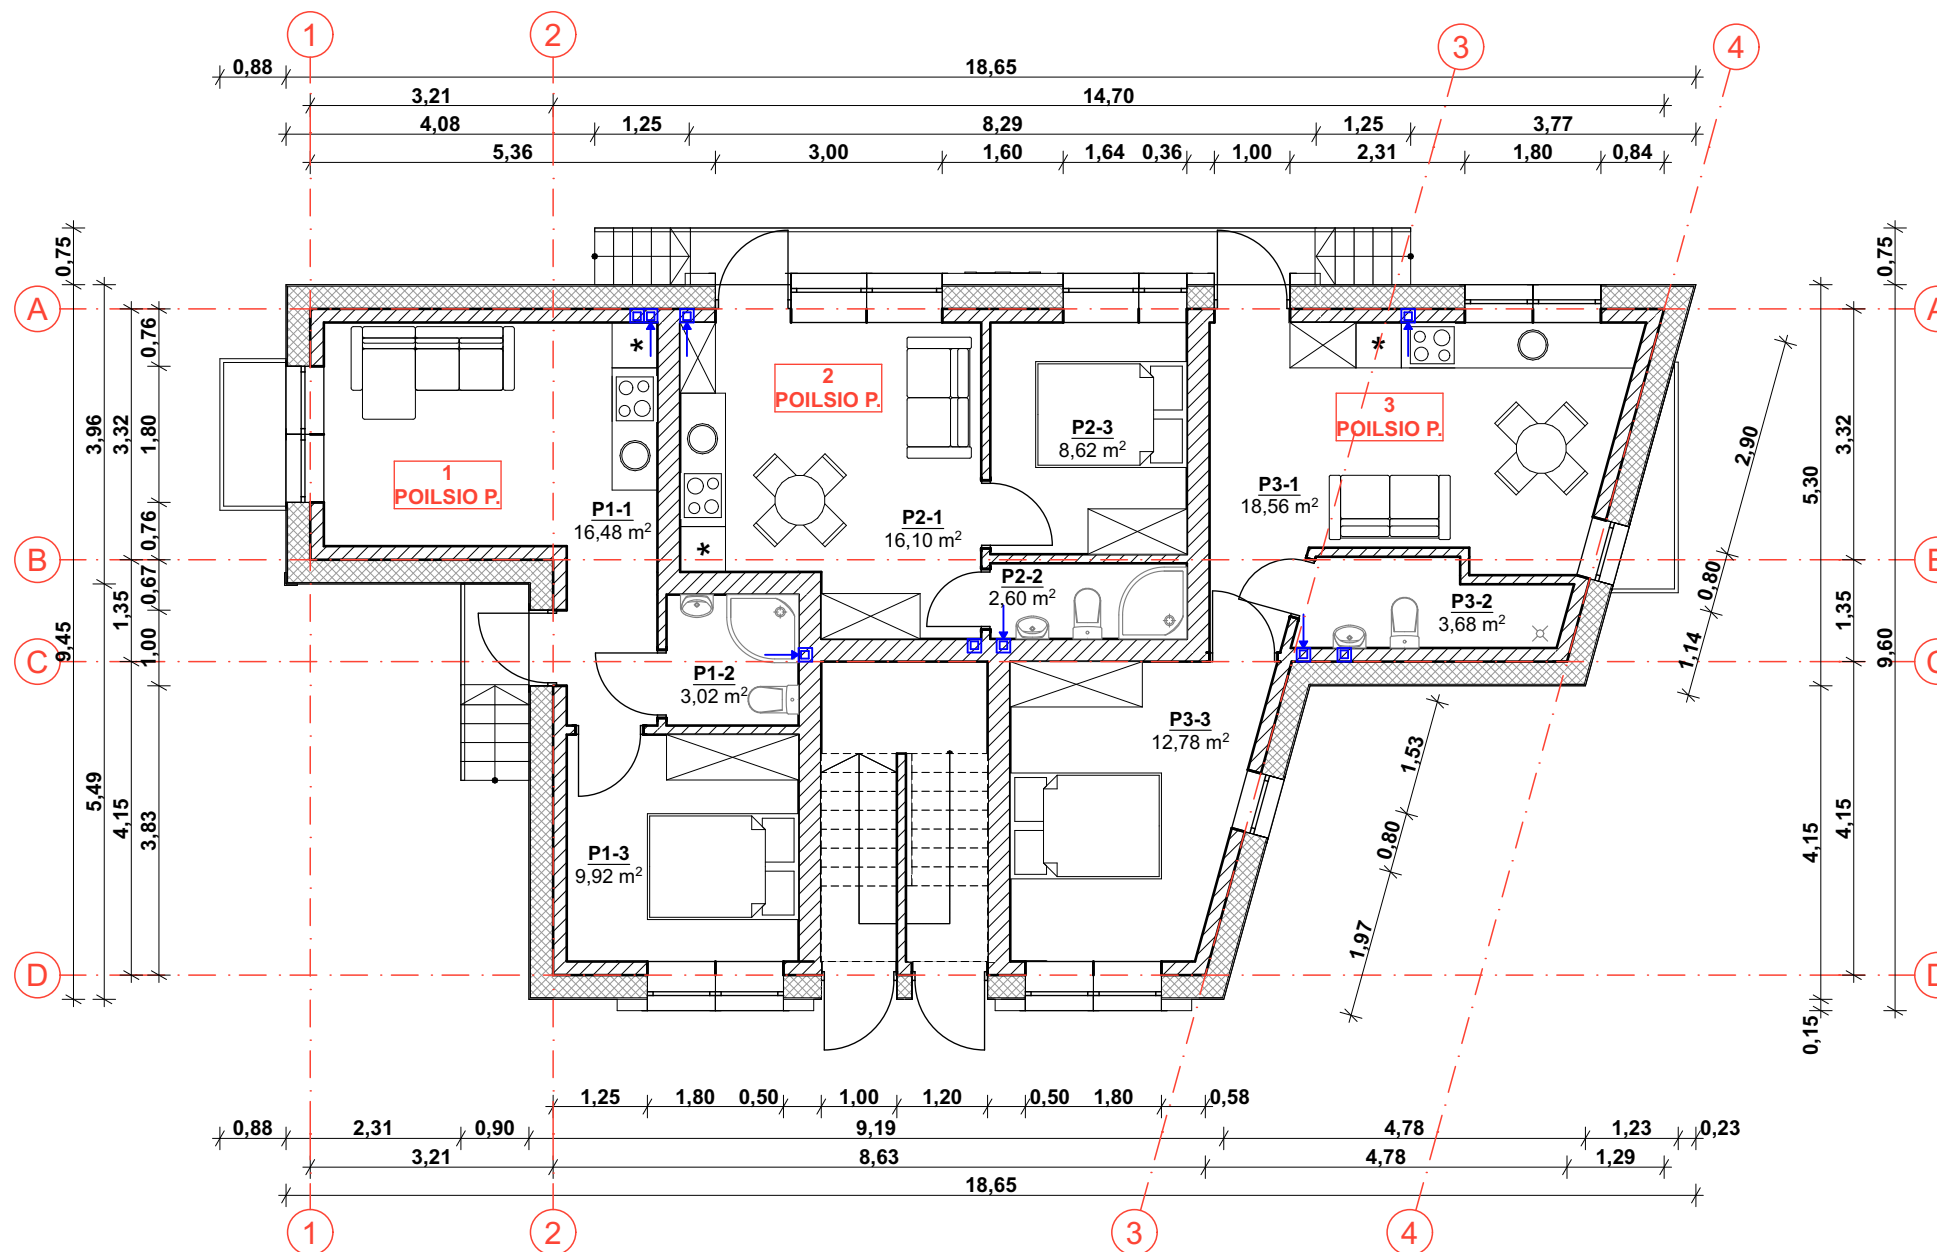 1
2
3
4
0,88
18,65
3,21
14,70
4,08
1,25
8,29
1,25
3,77
5,36
3,00
1,60
1,64
0,36
1,00
2,31
1,80
0,84
A
B
C
D
0,75
9,45
3,96
5,49
3,32
1,35
4,15
0,76
1,80
0,76
0,67
1,00
3,83
1
POILSIO P.
P1-1
16,48 m²
2
POILSIO P.
P2-1
16,10 m²
P2-3
8,62 m²
P2-2
2,60 m²
3
POILSIO P.
P3-1
18,56 m²
P3-2
3,68 m²
P1-2
3,02 m²
P3-3
12,78 m²
P1-3
9,92 m²
*
*
*
2,90
0,80
1,14
1,53
0,80
1,97
5,30
4,15
0,15
3,32
1,35
4,15
0,75
9,60
A
B
C
D
1,25
1,80
0,50
1,00
1,20
0,50
1,80
0,58
0,88
2,31
0,90
9,19
4,78
1,23
0,23
3,21
8,63
4,78
1,29
18,65
1
2
3
4